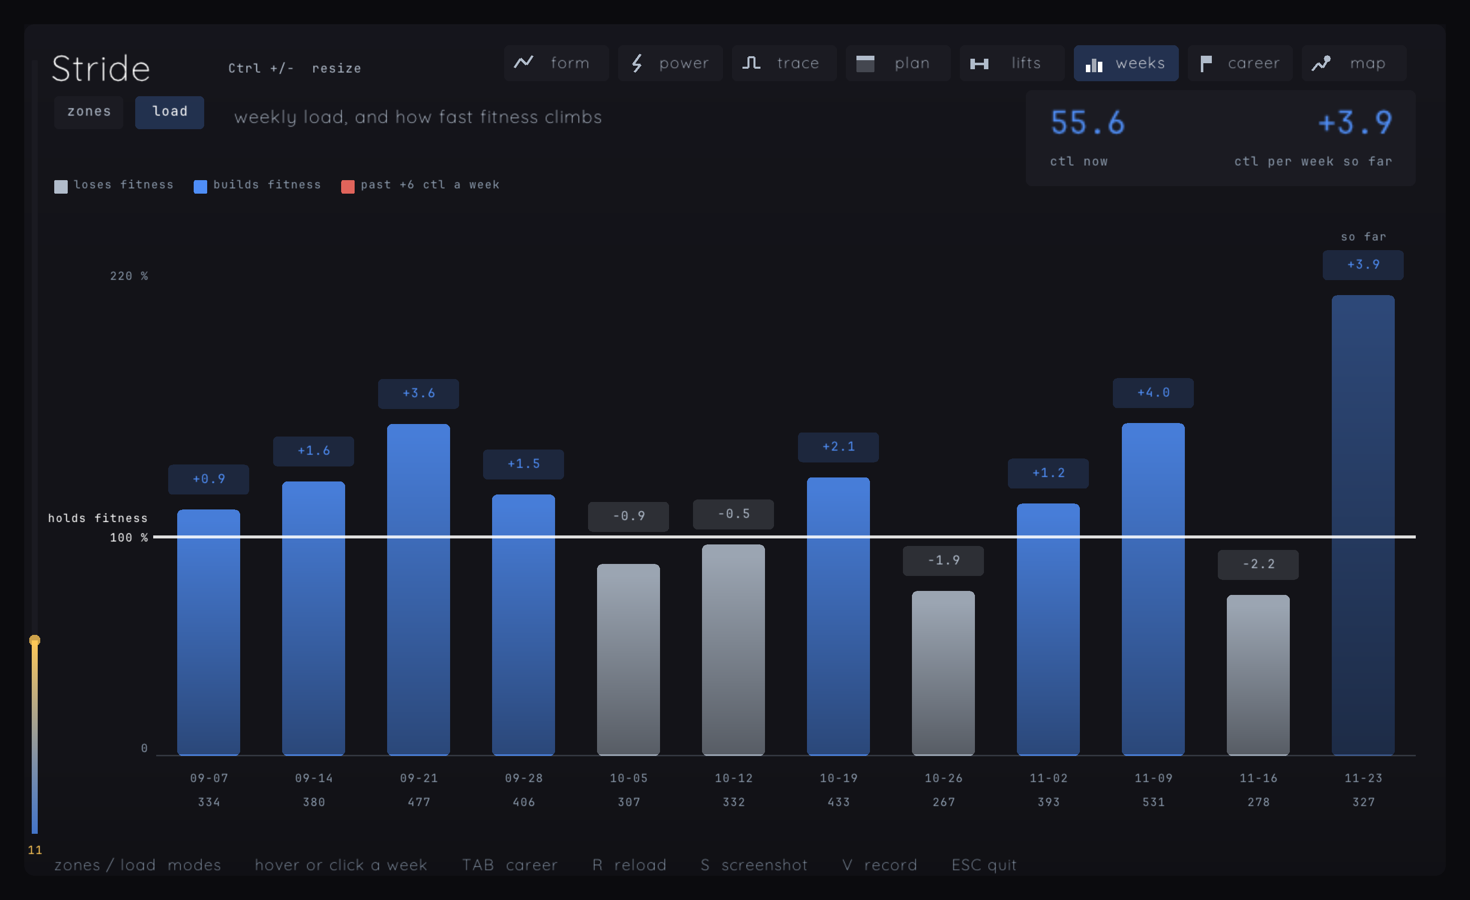 Stride
Ctrl +/-  resize
form
power
trace
plan
lifts
weeks
career
map
zones
load
weekly load, and how fast fitness climbs
55.6
+3.9
ctl now
ctl per week so far
loses fitness
builds fitness
past +6 ctl a week
so far
220 %
+3.9
+3.6
+4.0
+1.6
+2.1
+1.5
+1.2
+0.9
-0.9
-0.5
holds fitness
100 %
-1.9
-2.2
0
09-07 09-14 09-21 09-28 10-05 10-12 10-19 10-26 11-02 11-09 11-16 11-23
334 380 477 406 307 332 433 267 393 531 278 327
11
zones / load  modes
hover or click a week
TAB  career
R  reload
S  screenshot
V  record
ESC quit